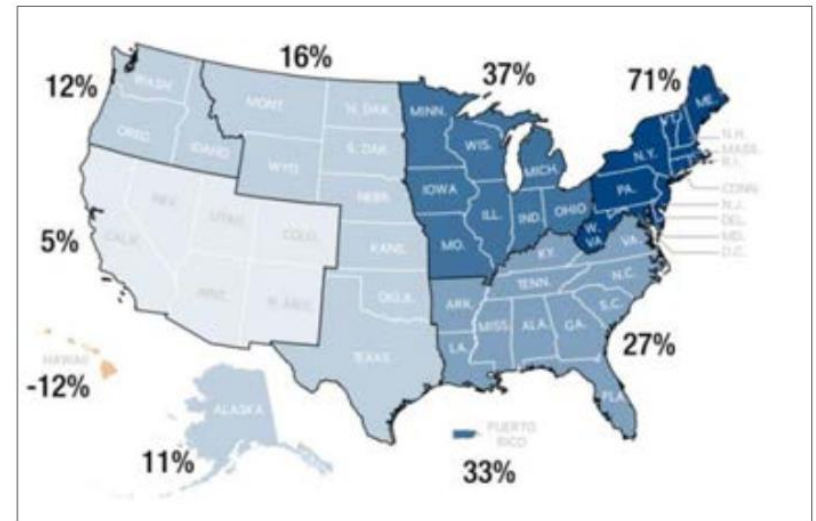 16%
37%
71%
12%
WASH.
MONT.
N. DAK.
MINN.
ME.
VT.
N.H.
OREG.
IDAHO
S. DAK.
WIS.
MICH.
N.Y.
MASS.
R.I.
WYO.
IOWA
PA.
CONN.
N.J.
NEBR.
ILL.
IND.
OHIO
DEL.
NEV.
UTAH
COLO.
W.
VA.
MD.
5%
CALIF.
KANS.
MO.
KY.
VA.
D.C.
ARIZ.
N. MEX.
OKLA.
ARK.
TENN.
N.C.
S.C.
MISS.
ALA.
GA.
27%
HAWAII
TEXAS
LA.
-12%
FLA.
ALASKA
PUERTO
RICO
11%
33%